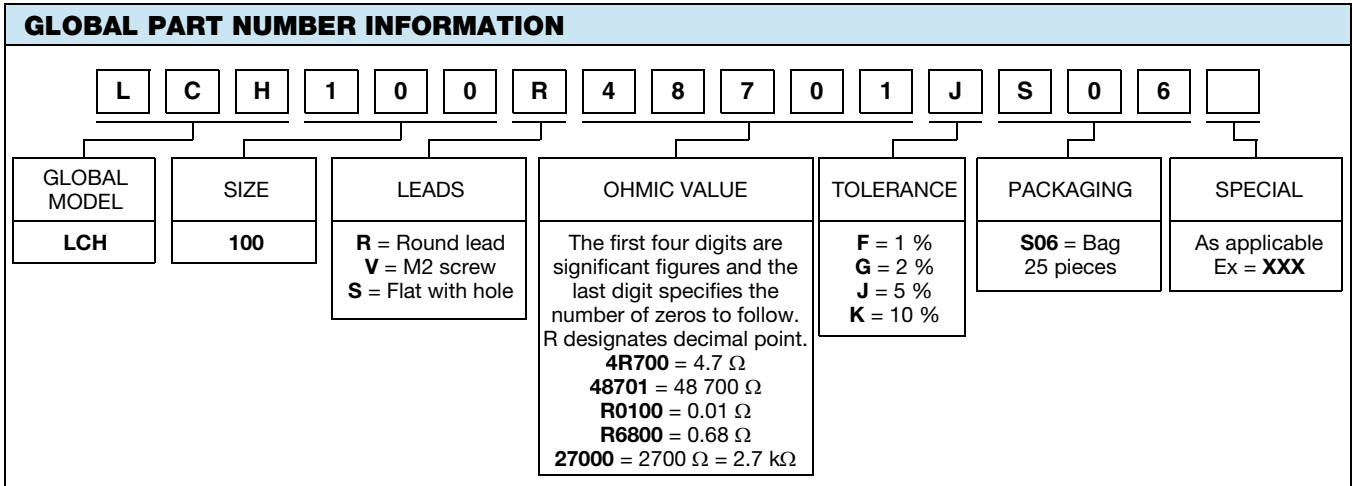 GLOBAL PART NUMBER INFORMATION
L C H 1 0 0 R 4 8 7 0 1 J S 0 6
GLOBAL
MODEL
LCH
SIZE
100
LEADS
R = Round lead
V = M2 screw
S = Flat with hole
OHMIC VALUE
The first four digits are
significant figures and the
last digit specifies the
number of zeros to follow.
R designates decimal point.
4R700 = 4.7 Ω
48701 = 48 700 Ω
R0100 = 0.01 Ω
R6800 = 0.68 Ω
27000 = 2700 Ω = 2.7 kΩ
TOLERANCE
F = 1 %
G = 2 %
J = 5 %
K = 10 %
PACKAGING
S06 = Bag
25 pieces
SPECIAL
As applicable
Ex = XXX